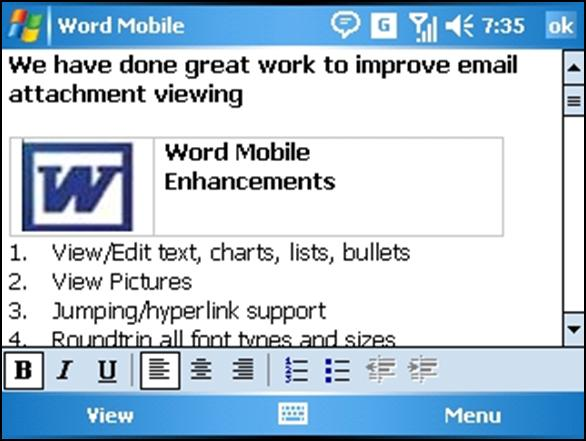 Word Mobile G 7:35 ok
We have done great work to improve email
attachment viewing
W Word Mobile
Enhancements
1. View/Edit text, charts, lists, bullets
2. View Pictures
3. Jumping/hyperlink support
4. Roundtrip all font types and sizes
B I U
View Menu